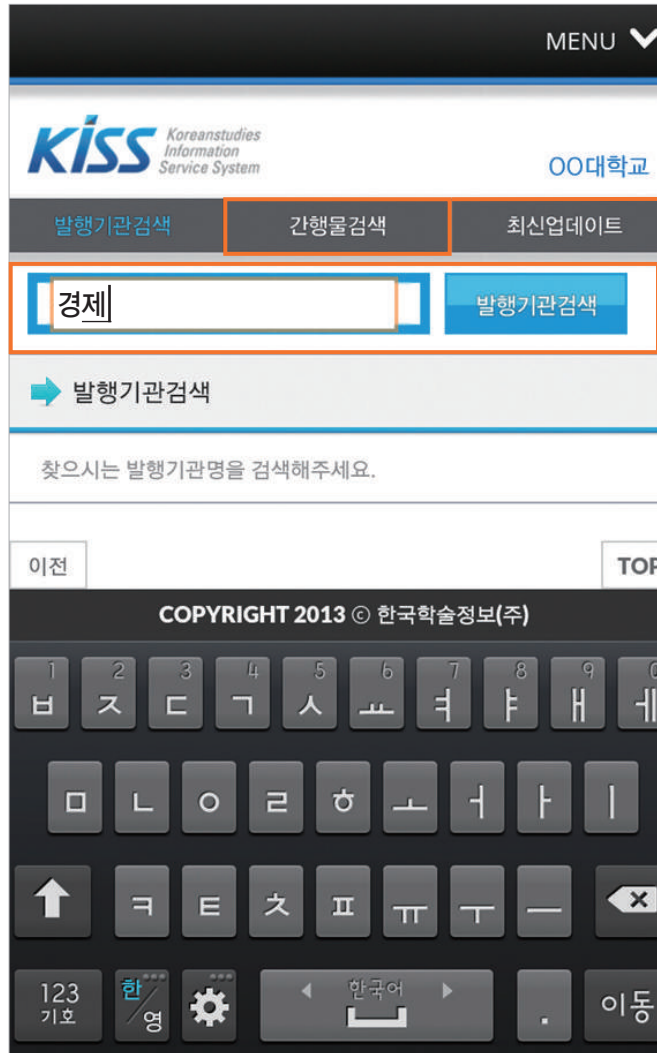 MENU
KISS Koreanstudies
Information
Service System
OO대학교
발행기관검색 간행물검색 최신업데이트
경제 발행기관검색
발행기관검색
찾으시는 발행기관명을 검색해주세요.
이전 TOP
COPYRIGHT 2013 ⓒ 한국학술정보(주)
1 2 3 4 5 6 7 8 9 0
ㅂ ㅈ ㄷ ㄱ ㅅ ㅛ ㅕ ㅑ ㅐ ㅔ
ㅁ ㄴ ㅇ ㄹ ㅎ ㅗ ㅓ ㅏ ㅣ
ㅋ ㅌ ㅊ ㅍ ㅠ ㅜ ㅡ
123
기호 한/영 한국어 . 이동